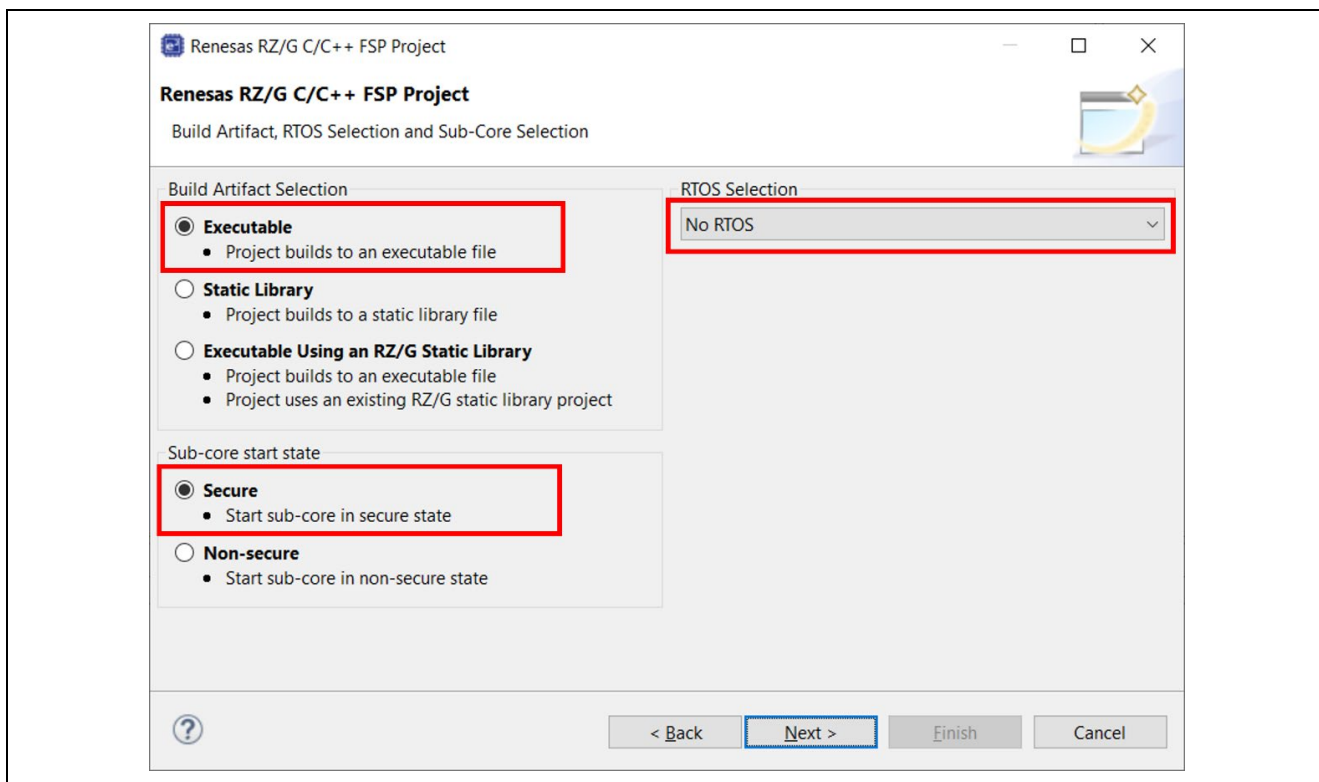 Renesas RZ/G C/C++ FSP Project
Renesas RZ/G C/C++ FSP Project
Build Artifact, RTOS Selection and Sub-Core Selection
Build Artifact Selection
Executable
• Project builds to an executable file
Static Library
• Project builds to a static library file
Executable Using an RZ/G Static Library
• Project builds to an executable file
• Project uses an existing RZ/G static library project
RTOS Selection
No RTOS
Sub-core start state
Secure
• Start sub-core in secure state
Non-secure
• Start sub-core in non-secure state
?
< Back
Next >
Finish
Cancel